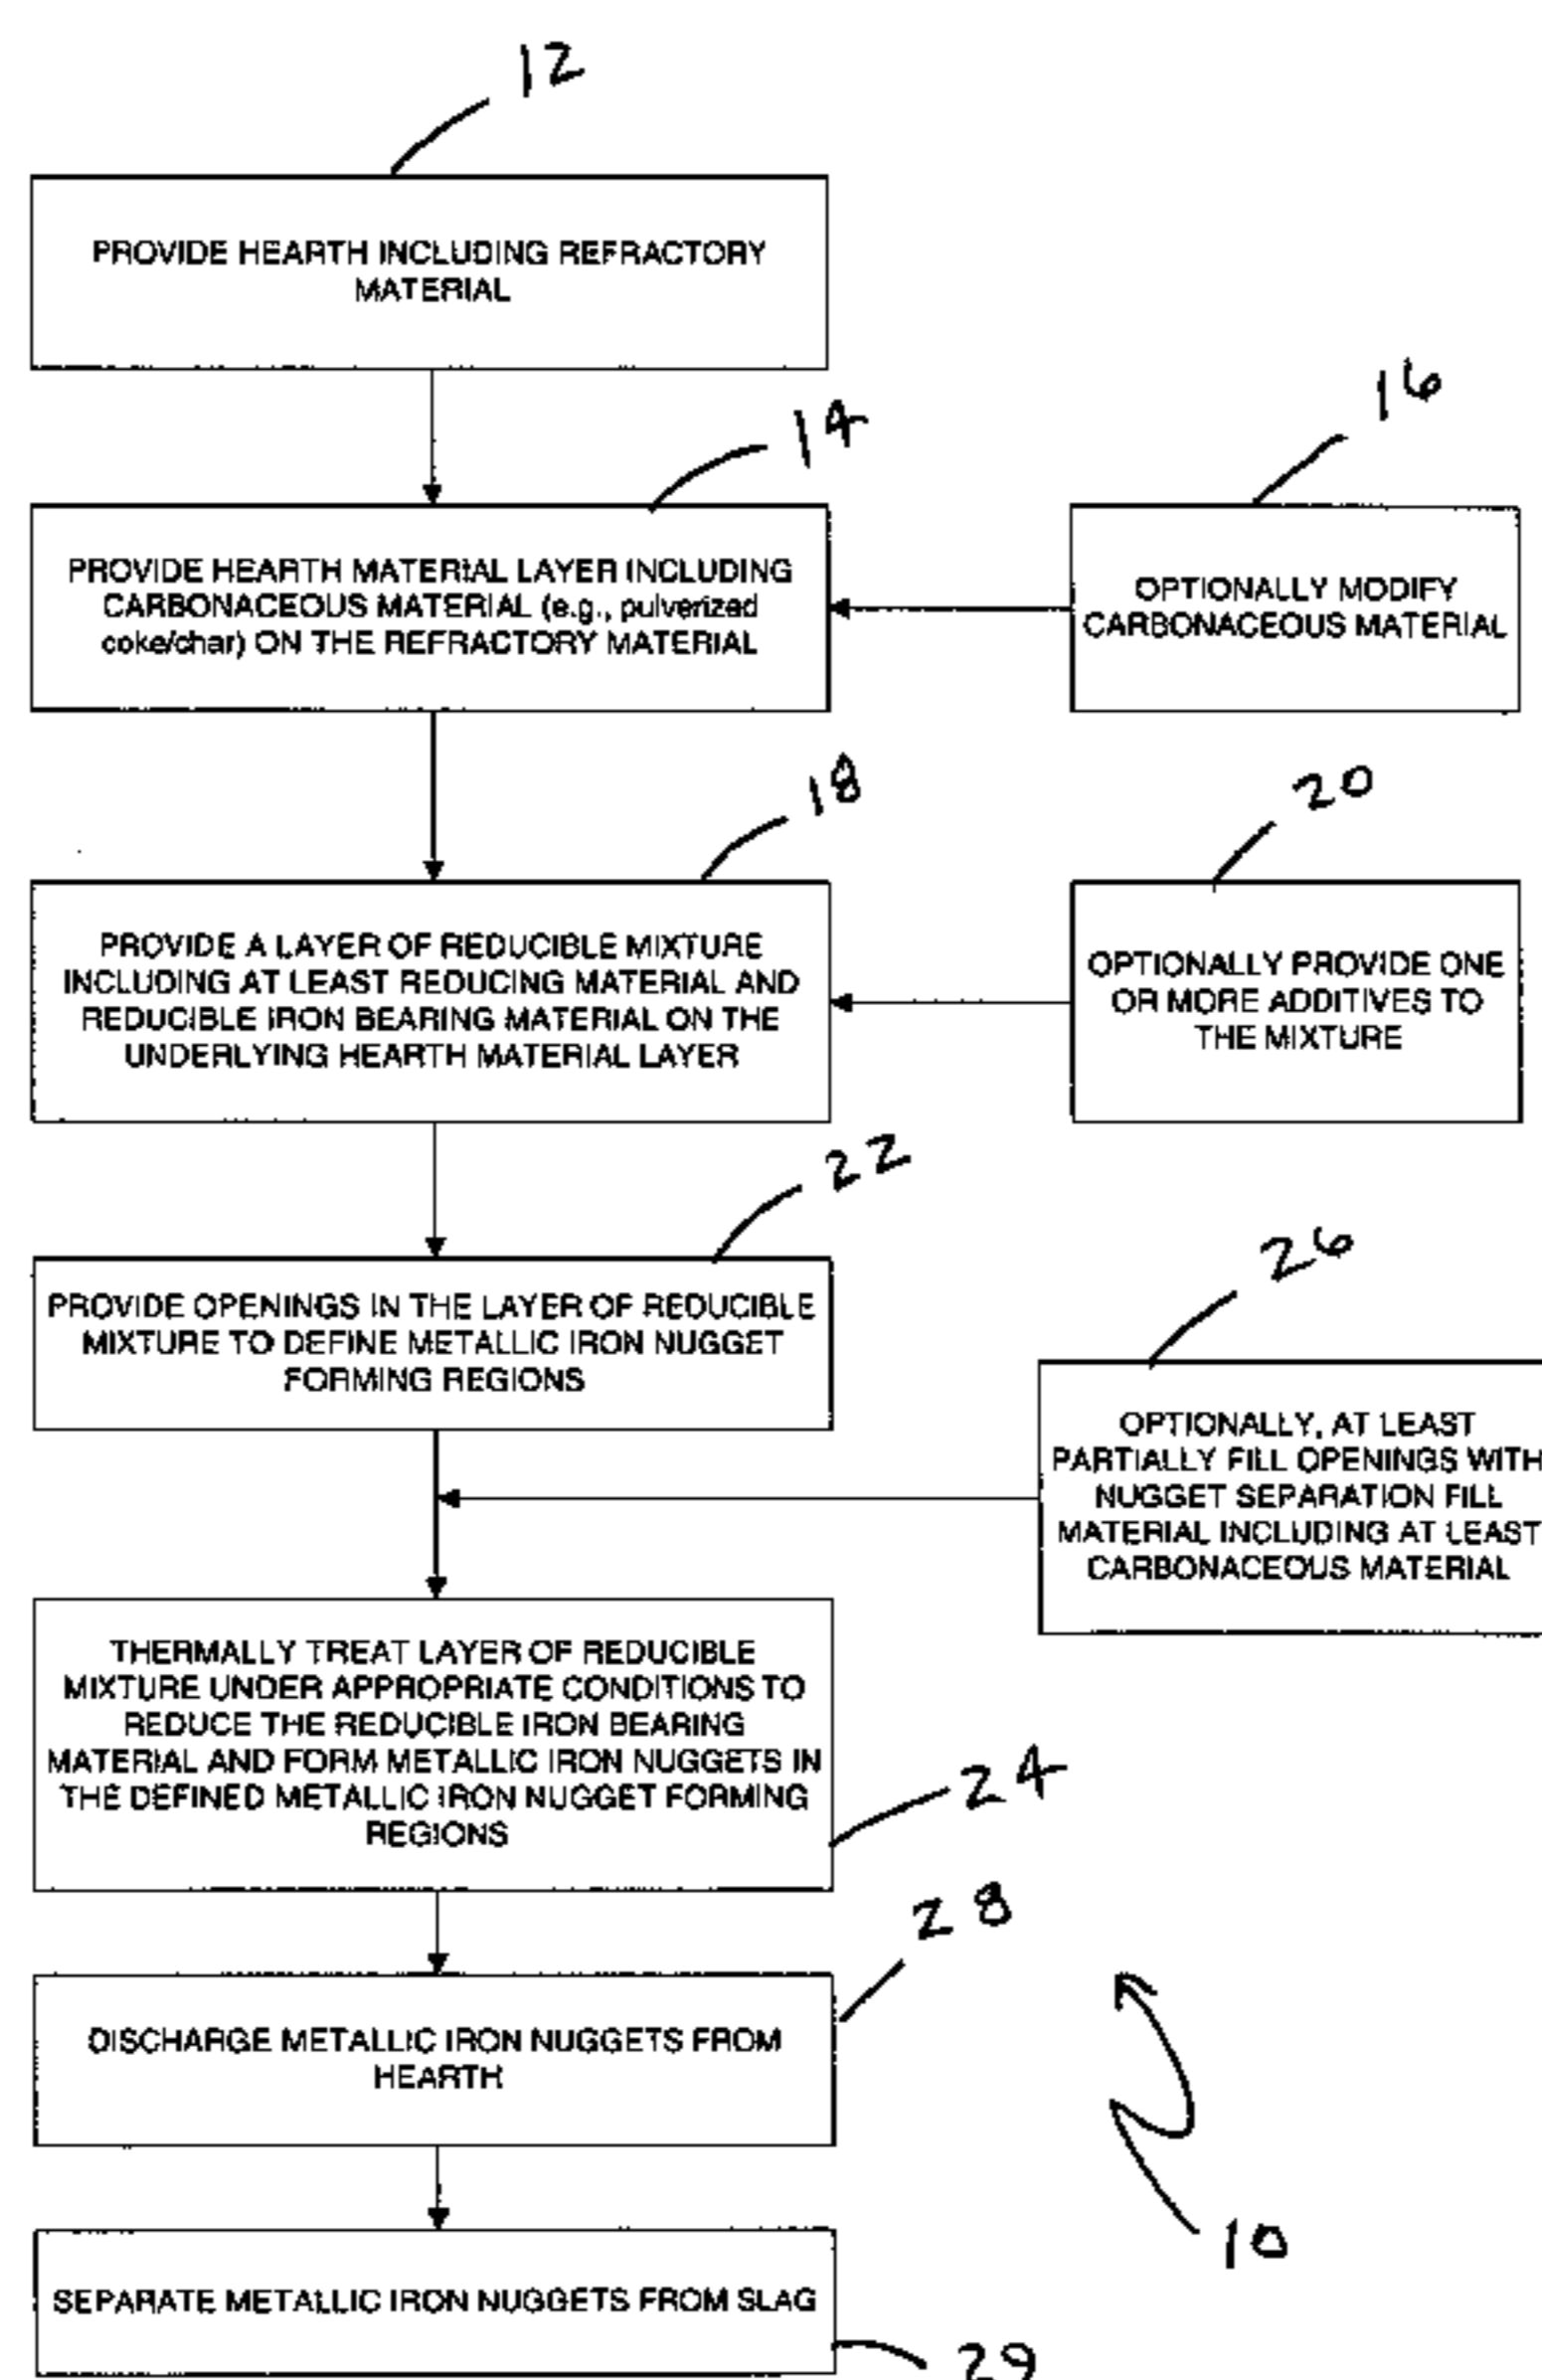 12
PROVIDE HEARTH INCLUDING REFRACTORY
MATERIAL
14
16
PROVIDE HEARTH MATERIAL LAYER INCLUDING
CARBONACEOUS MATERIAL (e.g., pulverized
coke/char) ON THE REFRACTORY MATERIAL
OPTIONALLY MODIFY
CARBONACEOUS MATERIAL
18
20
PROVIDE A LAYER OF REDUCIBLE MIXTURE
INCLUDING AT LEAST REDUCING MATERIAL AND
REDUCIBLE IRON BEARING MATERIAL ON THE
UNDERLYING HEARTH MATERIAL LAYER
OPTIONALLY PROVIDE ONE
OR MORE ADDITIVES TO
THE MIXTURE
22
PROVIDE OPENINGS IN THE LAYER OF REDUCIBLE
MIXTURE TO DEFINE METALLIC IRON NUGGET
FORMING REGIONS
26
OPTIONALLY, AT LEAST
PARTIALLY FILL OPENINGS WITH
NUGGET SEPARATION FILL
MATERIAL INCLUDING AT LEAST
CARBONACEOUS MATERIAL
THERMALLY TREAT LAYER OF REDUCIBLE
MIXTURE UNDER APPROPRIATE CONDITIONS TO
REDUCE THE REDUCIBLE IRON BEARING
MATERIAL AND FORM METALLIC IRON NUGGETS IN
THE DEFINED METALLIC IRON NUGGET FORMING
REGIONS
24
28
DISCHARGE METALLIC IRON NUGGETS FROM
HEARTH
10
SEPARATE METALLIC IRON NUGGETS FROM SLAG
29